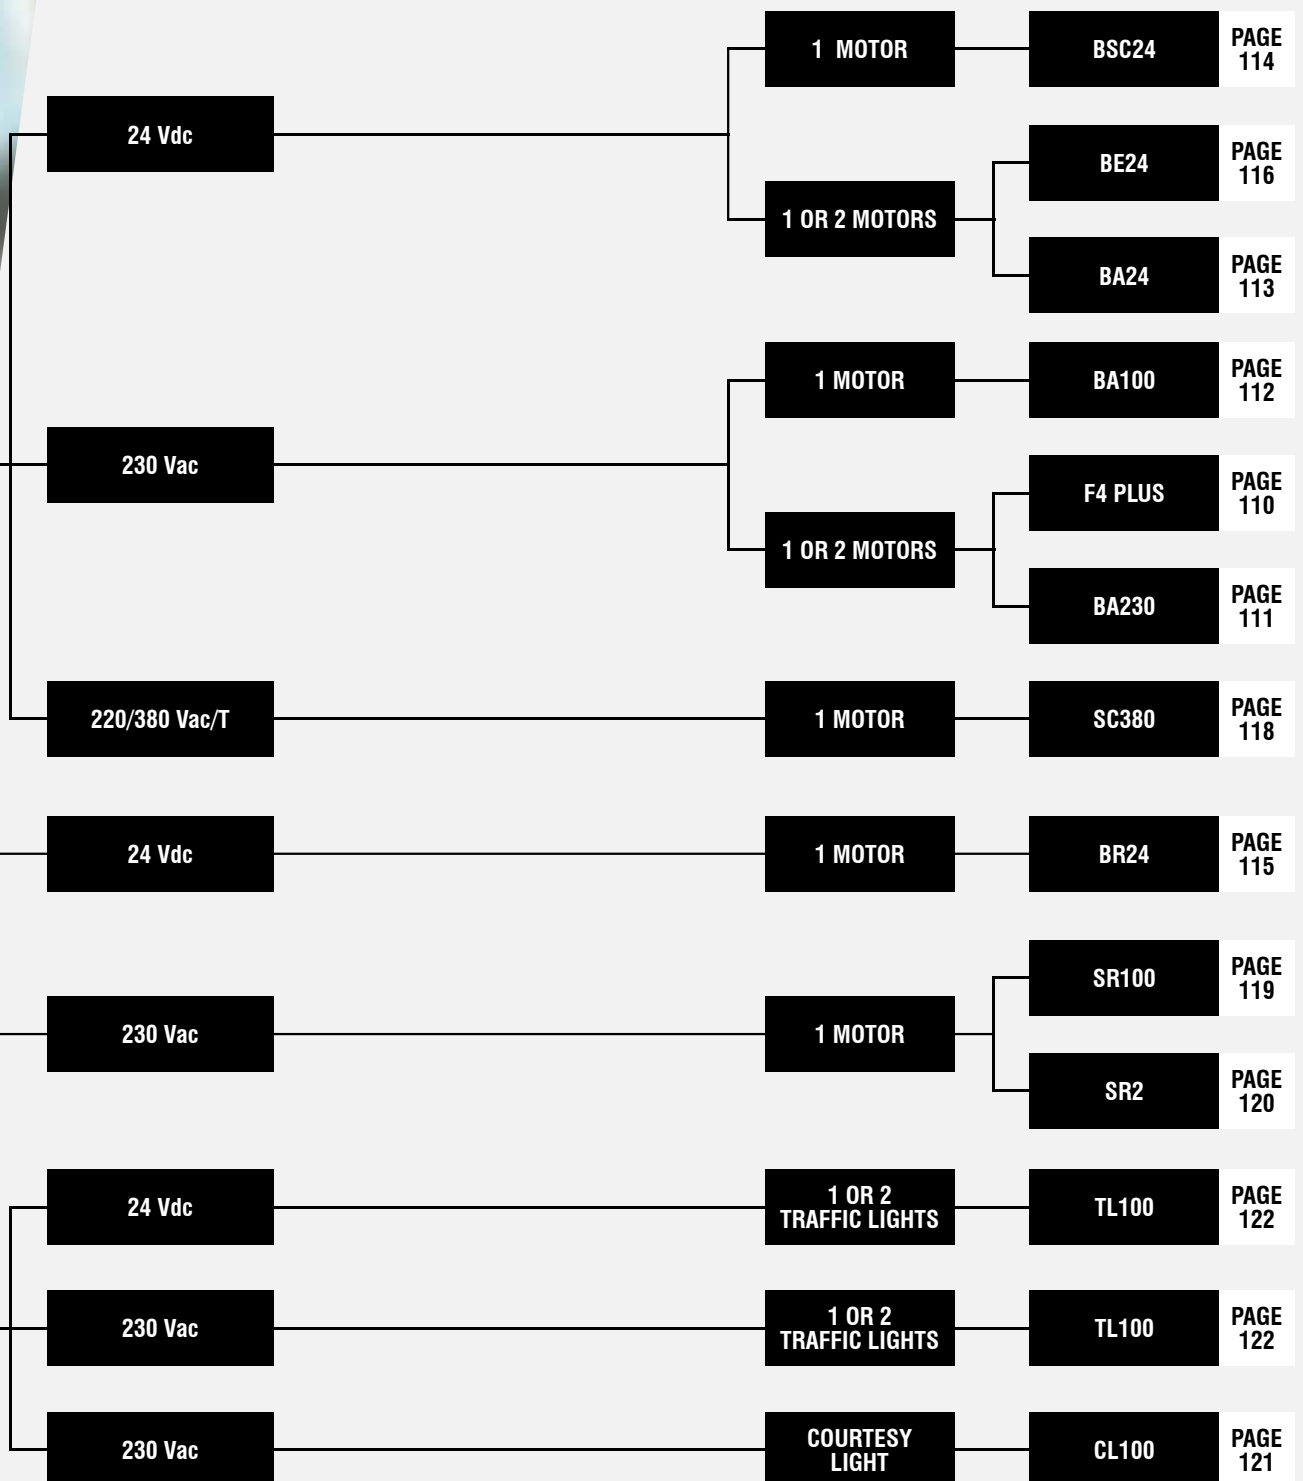 1 MOTOR
BSC24
PAGE
114
24 Vdc
BE24
PAGE
116
1 OR 2 MOTORS
BA24
PAGE
113
1 MOTOR
BA100
PAGE
112
230 Vac
F4 PLUS
PAGE
110
1 OR 2 MOTORS
BA230
PAGE
111
220/380 Vac/T
1 MOTOR
SC380
PAGE
118
24 Vdc
1 MOTOR
BR24
PAGE
115
SR100
PAGE
119
230 Vac
1 MOTOR
SR2
PAGE
120
24 Vdc
1 OR 2
TRAFFIC LIGHTS
TL100
PAGE
122
230 Vac
1 OR 2
TRAFFIC LIGHTS
TL100
PAGE
122
230 Vac
COURTESY
LIGHT
CL100
PAGE
121